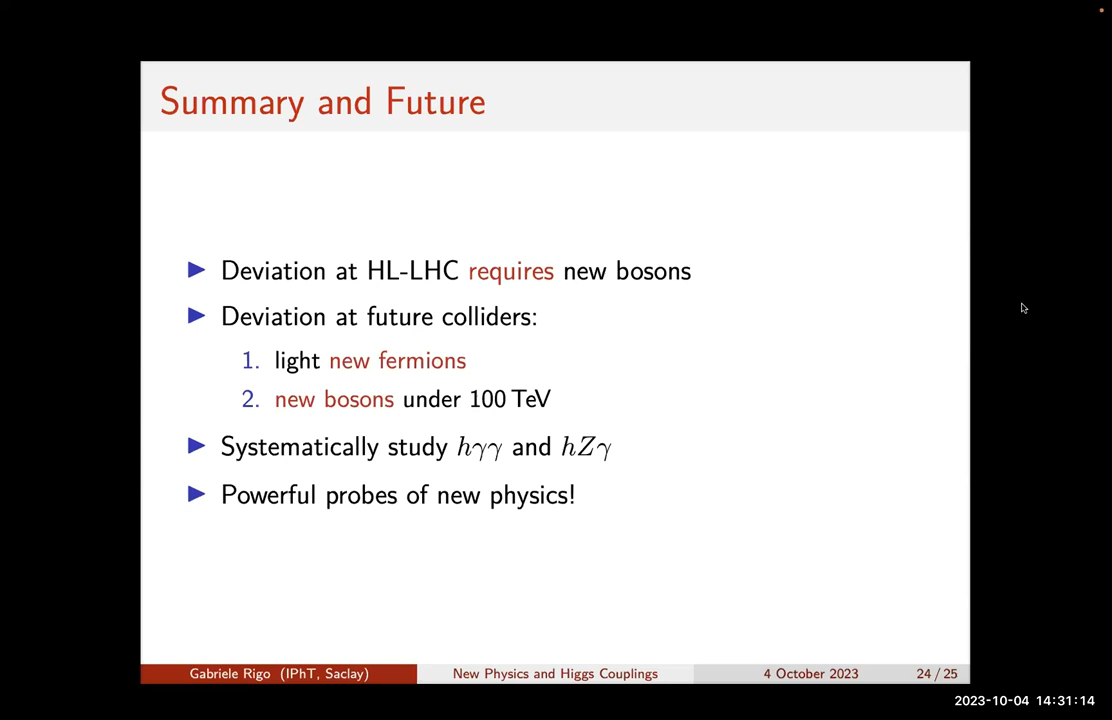 Summary and Future
▶ Deviation at HL-LHC requires new bosons
▶ Deviation at future colliders:
1. light new fermions
2. new bosons under 100 TeV
▶ Systematically study hγγ and hZγ
▶ Powerful probes of new physics!
Gabriele Rigo (IPhT, Saclay) New Physics and Higgs Couplings 4 October 2023 24 / 25
2023-10-04 14:31:14